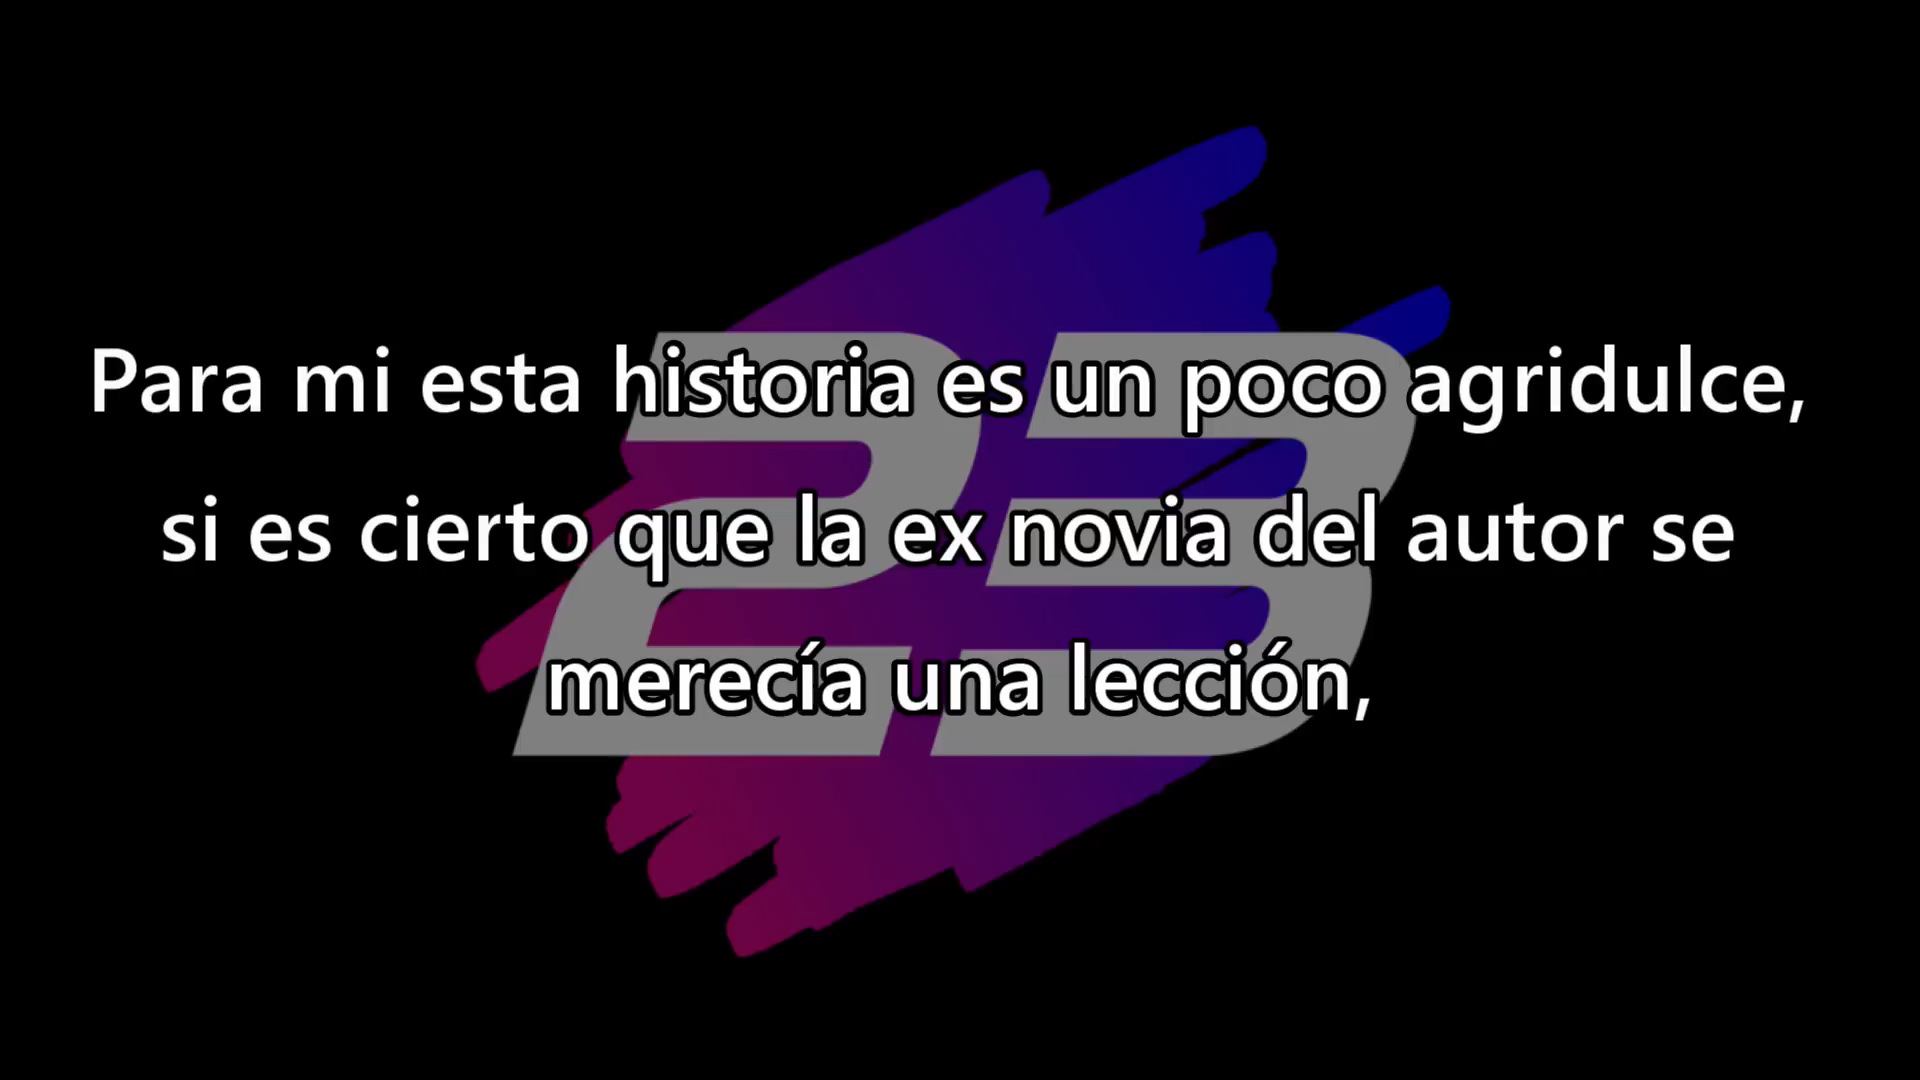 Para mi esta historia es un poco agridulce,
si es cierto que la ex novia del autor se
merecía una lección,
23